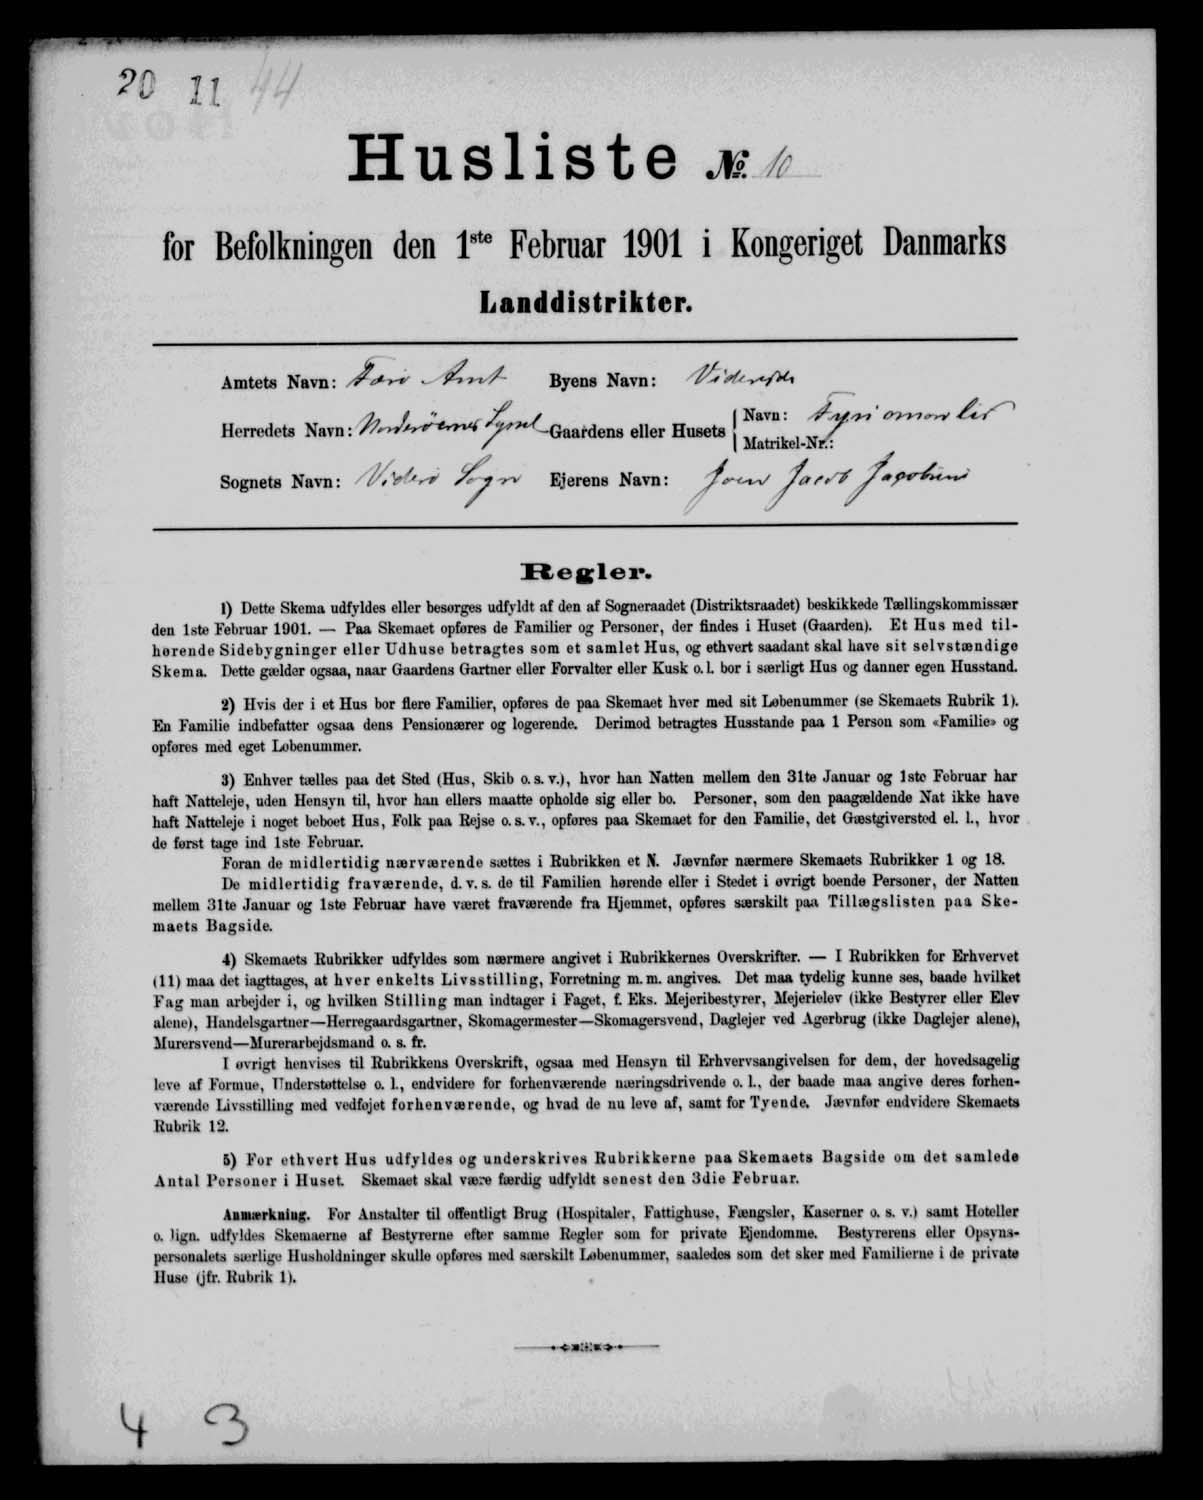 20 11 44
Husliste No. 10
for Befolkningen den 1ste Februar 1901 i Kongeriget Danmarks
Landdistrikter.
Amtets Navn: Færø Amt Byens Navn: Videreide
Herredets Navn: Norderøernes Syssel Gaardens eller Husets Navn:
Matrikel-Nr.:
Sognets Navn: Viderø Sogn Ejerens Navn: Joen Jacob Jacobsens
Regler.
1) Dette Skema udfyldes eller besørges udfyldt af den af Sogneraadet (Distriktsraadet) beskikkede Tællingskommissær
den 1ste Februar 1901. — Paa Skemaet opføres de Familier og Personer, der findes i Huset (Gaarden). Et Hus med til-
hørende Sidebygninger eller Udhuse betragtes som et samlet Hus, og ethvert saadant skal have sit selvstændige
Skema. Dette gælder ogsaa, naar Gaardens Gartner eller Forvalter eller Kusk o. l. bor i særligt Hus og danner egen Husstand.
2) Hvis der i et Hus bor flere Familier, opføres de paa Skemaet hver med sit Løbenummer (se Skemaets Rubrik 1).
En Familie indbefatter ogsaa dens Pensionærer og logerende. Derimod betragtes Husstande paa 1 Person som «Familie» og
opføres med eget Løbenummer.
3) Enhver tælles paa det Sted (Hus, Skib o. s. v.), hvor han Natten mellem den 31te Januar og 1ste Februar har
haft Natteleje, uden Hensyn til, hvor han ellers maatte opholde sig eller bo. Personer, som den paagældende Nat ikke have
haft Natteleje i noget beboet Hus, Folk paa Rejse o. s. v., opføres paa Skemaet for den Familie, det Gæstgiversted el. l., hvor
de først tage ind 1ste Februar.
Foran de midlertidig nærværende sættes i Rubrikken et N. Jævnfør nærmere Skemaets Rubrikker 1 og 18.
De midlertidig fraværende, d. v. s. de til Familien hørende eller i Stedet i øvrigt boende Personer, der Natten
mellem 31te Januar og 1ste Februar have været fraværende fra Hjemmet, opføres særskilt paa Tillægslisten paa Ske-
maets Bagside.
4) Skemaets Rubrikker udfyldes som nærmere angivet i Rubrikkernes Overskrifter. — I Rubrikken for Erhvervet
(11) maa det iagttages, at hver enkelts Livsstilling, Forretning m. m. angives. Det maa tydelig kunne ses, baade hvilket
Fag man arbejder i, og hvilken Stilling man indtager i Faget, f. Eks. Mejeribestyrer, Mejerielev (ikke Bestyrer eller Elev
alene), Handelsgartner—Herregaardsgartner, Skomagermester—Skomagersvend, Daglejer ved Agerbrug (ikke Daglejer alene),
Murersvend—Murerarbejdsmand o. s. fr.
I øvrigt henvises til Rubrikkens Overskrift, ogsaa med Hensyn til Erhvervsangivelsen for dem, der hovedsagelig
leve af Formue, Understøttelse o. l., endvidere for forhenværende næringsdrivende o. l., der baade maa angive deres forhen-
værende Livsstilling med vedføjet forhenværende, og hvad de nu leve af, samt for Tyende. Jævnfør endvidere Skemaets
Rubrik 12.
5) For ethvert Hus udfyldes og underskrives Rubrikkerne paa Skemaets Bagside om det samlede
Antal Personer i Huset. Skemaet skal være færdig udfyldt senest den 3die Februar.
Anmærkning. For Anstalter til offentligt Brug (Hospitaler, Fattighuse, Fængsler, Kaserner o. s. v.) samt Hoteller
o. lign. udfyldes Skemaerne af Bestyrerne efter samme Regler som for private Ejendomme. Bestyrerens eller Opsyns-
personalets særlige Husholdninger skulle opføres med særskilt Løbenummer, saaledes som det sker med Familierne i de private
Huse (jfr. Rubrik 1).
4 3